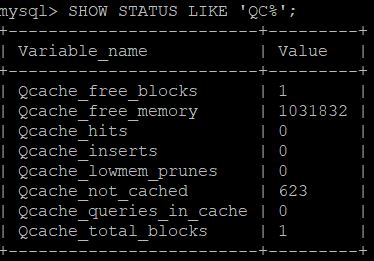 mysql> SHOW STATUS LIKE 'QC%';
+-------------------------+---------+
| Variable_name           | Value   |
+-------------------------+---------+
| Qcache_free_blocks      | 1       |
| Qcache_free_memory      | 1031832 |
| Qcache_hits             | 0       |
| Qcache_inserts          | 0       |
| Qcache_lowmem_prunes    | 0       |
| Qcache_not_cached       | 623     |
| Qcache_queries_in_cache | 0       |
| Qcache_total_blocks     | 1       |
+-------------------------+---------+